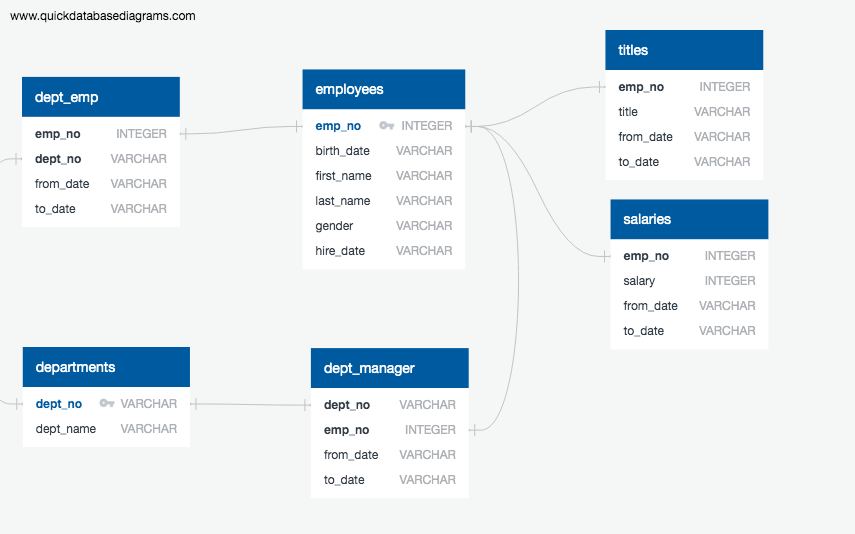 www.quickdatabasediagrams.com
dept_emp
emp_no INTEGER
dept_no VARCHAR
from_date VARCHAR
to_date VARCHAR
employees
emp_no INTEGER
birth_date VARCHAR
first_name VARCHAR
last_name VARCHAR
gender VARCHAR
hire_date VARCHAR
titles
emp_no INTEGER
title VARCHAR
from_date VARCHAR
to_date VARCHAR
salaries
emp_no INTEGER
salary INTEGER
from_date VARCHAR
to_date VARCHAR
departments
dept_no VARCHAR
dept_name VARCHAR
dept_manager
dept_no VARCHAR
emp_no INTEGER
from_date VARCHAR
to_date VARCHAR